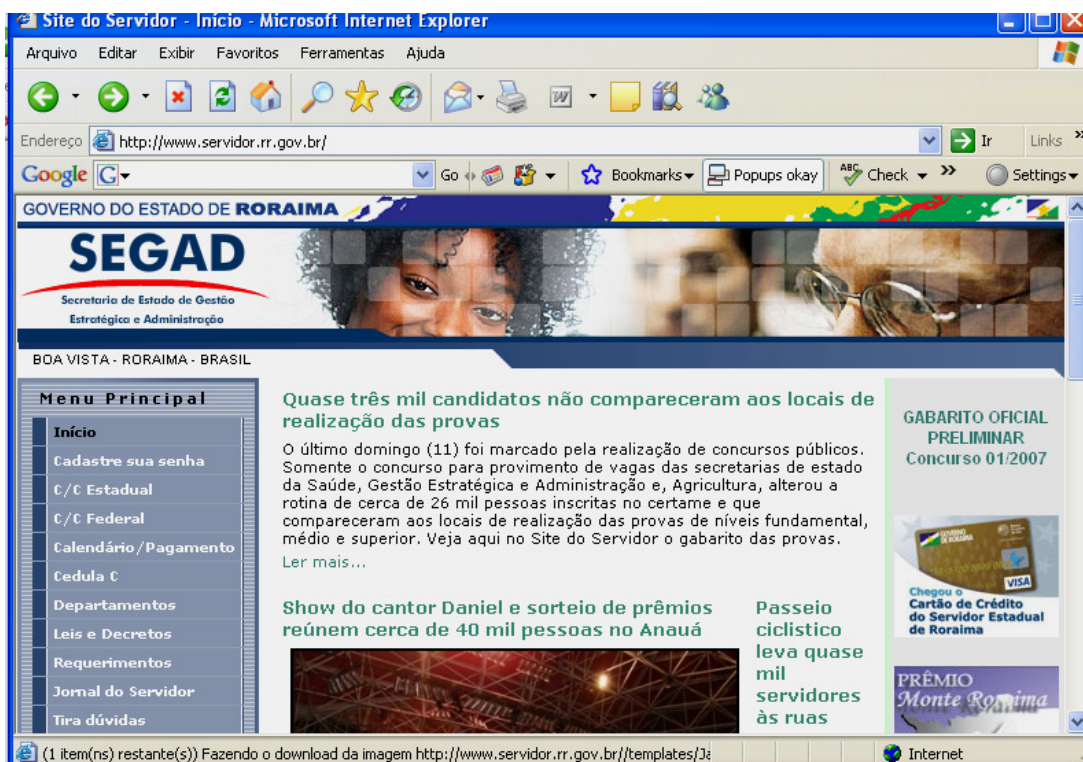 Site do Servidor - Início - Microsoft Internet Explorer
Arquivo Editar Exibir Favoritos Ferramentas Ajuda
Endereço http://www.servidor.rr.gov.br/ Ir Links »
Google G Go Bookmarks Popups okay ABC Check » Settings
GOVERNO DO ESTADO DE RORAIMA
SEGAD
Secretaria de Estado de Gestão
Estratégica e Administração
BOA VISTA - RORAIMA - BRASIL
Menu Principal
Início
Cadastre sua senha
C/C Estadual
C/C Federal
Calendário/Pagamento
Cedula C
Departamentos
Leis e Decretos
Requerimentos
Jornal do Servidor
Tira dúvidas
Quase três mil candidatos não compareceram aos locais de
realização das provas
O último domingo (11) foi marcado pela realização de concursos públicos.
Somente o concurso para provimento de vagas das secretarias de estado
da Saúde, Gestão Estratégica e Administração e, Agricultura, alterou a
rotina de cerca de 26 mil pessoas inscritas no certame e que
compareceram aos locais de realização das provas de níveis fundamental,
médio e superior. Veja aqui no Site do Servidor o gabarito das provas.
Ler mais...
Show do cantor Daniel e sorteio de prêmios
reúnem cerca de 40 mil pessoas no Anauá
Passeio
ciclistico
leva quase
mil
servidores
às ruas
GABARITO OFICIAL
PRELIMINAR
Concurso 01/2007
VISA
Chegou o
Cartão de Crédito
do Servidor Estadual
de Roraima
PRÊMIO
Monte Roraima
(1 item(ns) restante(s)) Fazendo o download da imagem http://www.servidor.rr.gov.br//templates/Ja
Internet